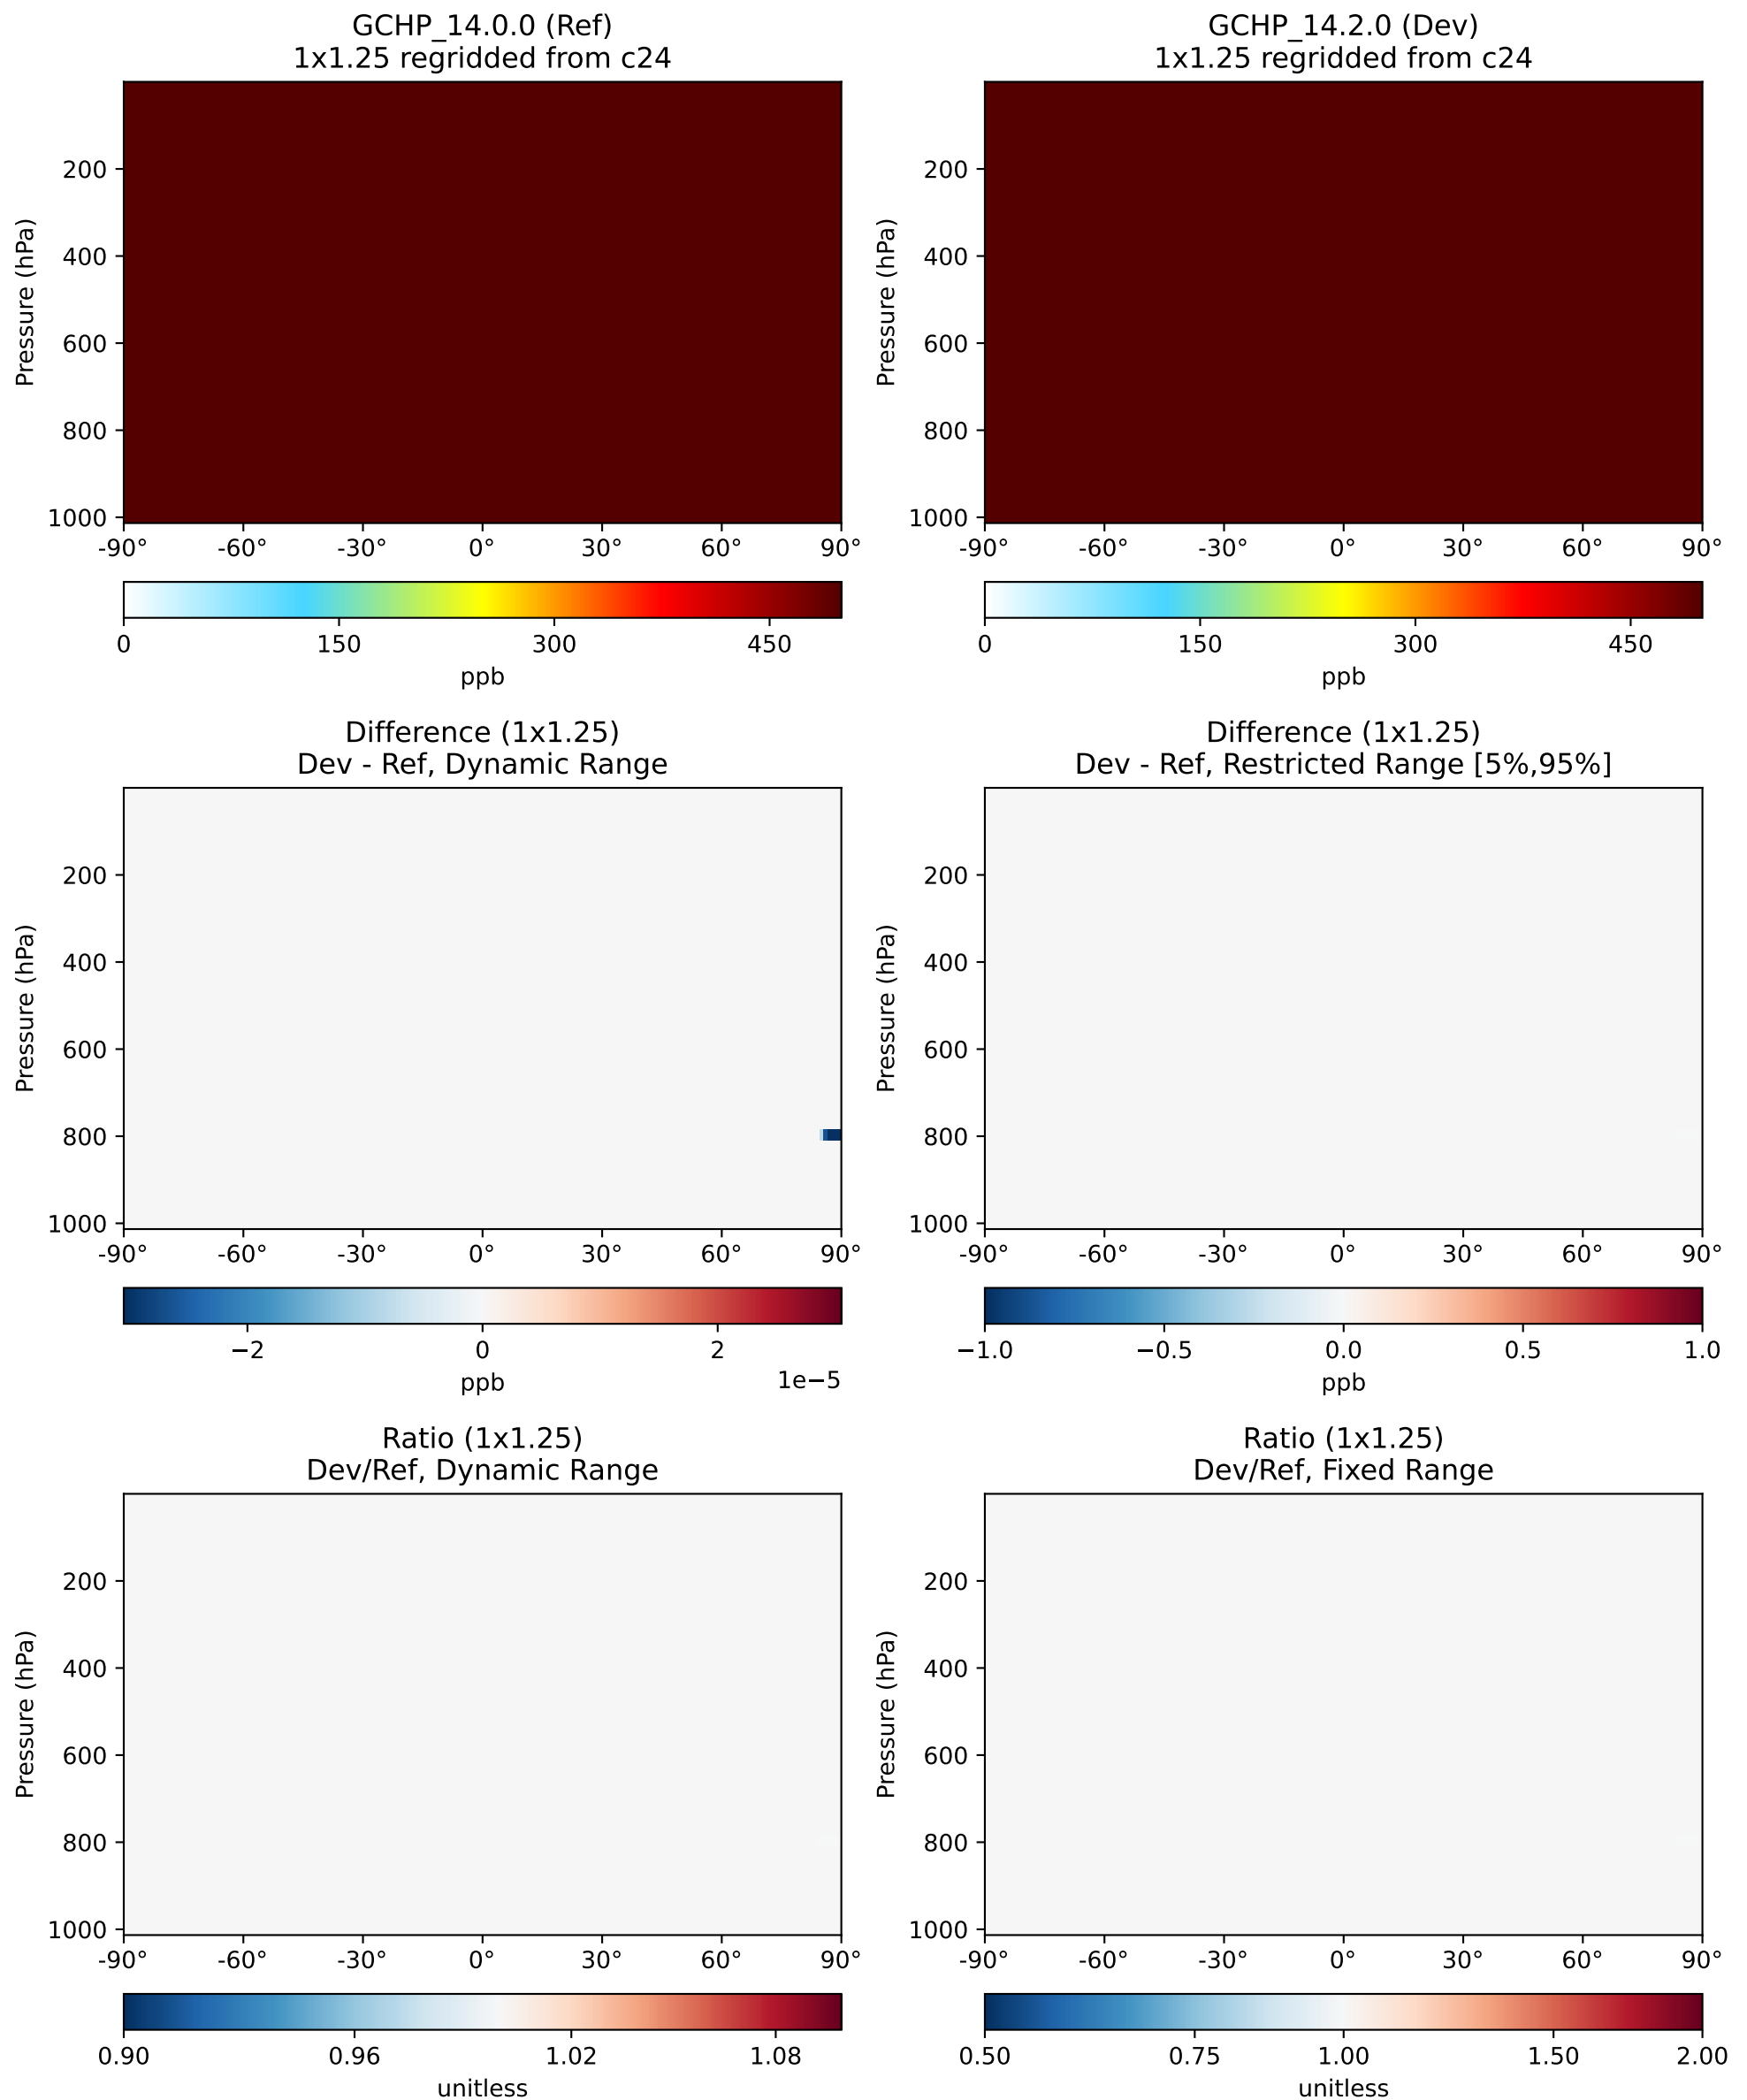 GCHP_14.0.0 (Ref)
1x1.25 regridded from c24
Pressure (hPa)
200
400
600
800
1000
-90° -60° -30° 0° 30° 60° 90°
0 150 300 450
ppb
GCHP_14.2.0 (Dev)
1x1.25 regridded from c24
Pressure (hPa)
200
400
600
800
1000
-90° -60° -30° 0° 30° 60° 90°
0 150 300 450
ppb
Difference (1x1.25)
Dev - Ref, Dynamic Range
Pressure (hPa)
200
400
600
800
1000
-90° -60° -30° 0° 30° 60° 90°
−2 0 2
ppb
1e−5
Difference (1x1.25)
Dev - Ref, Restricted Range [5%,95%]
Pressure (hPa)
200
400
600
800
1000
-90° -60° -30° 0° 30° 60° 90°
−1.0 −0.5 0.0 0.5 1.0
ppb
Ratio (1x1.25)
Dev/Ref, Dynamic Range
Pressure (hPa)
200
400
600
800
1000
-90° -60° -30° 0° 30° 60° 90°
0.90 0.96 1.02 1.08
unitless
Ratio (1x1.25)
Dev/Ref, Fixed Range
Pressure (hPa)
200
400
600
800
1000
-90° -60° -30° 0° 30° 60° 90°
0.50 0.75 1.00 1.50 2.00
unitless